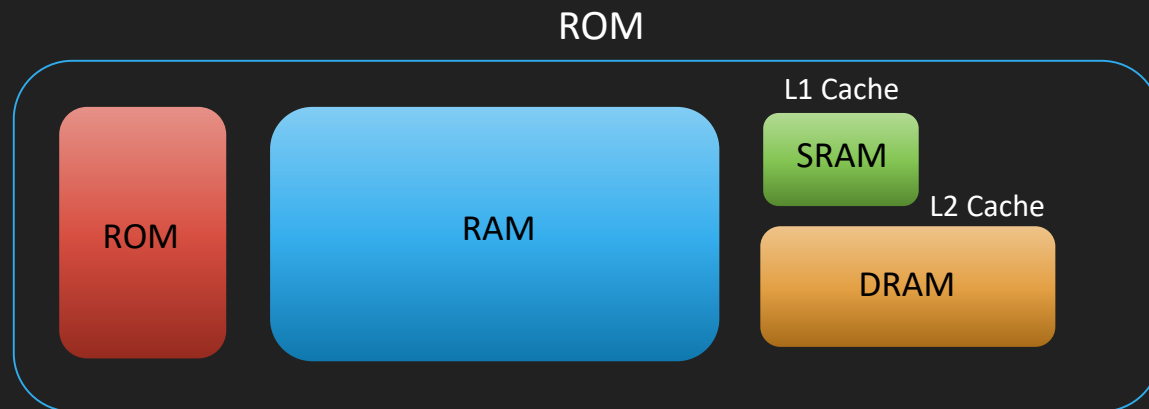 ROM
L1 Cache
SRAM
L2 Cache
ROM
RAM
DRAM